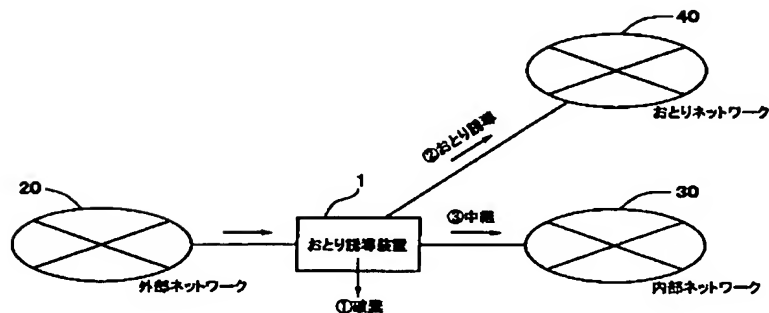 40
おとりネットワーク
②おとり誘導
20
1
30
おとり誘導装置
③中継
外部ネットワーク
内部ネットワーク
①破棄